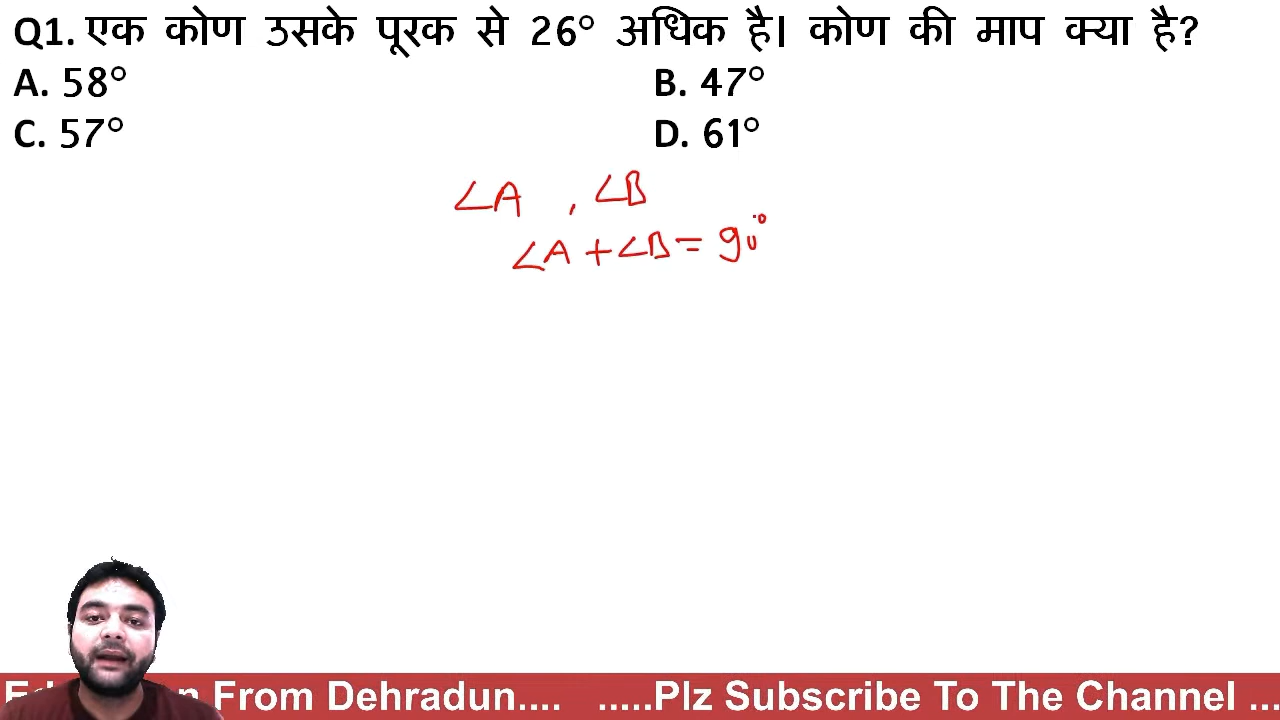 Q1. एक कोण उसके पूरक से 26° अधिक है। कोण की माप क्या है?
A. 58° B. 47°
C. 57° D. 61°
∠A , ∠B
∠A + ∠B = 90°
From Dehradun.... .....Plz Subscribe To The Channel ...